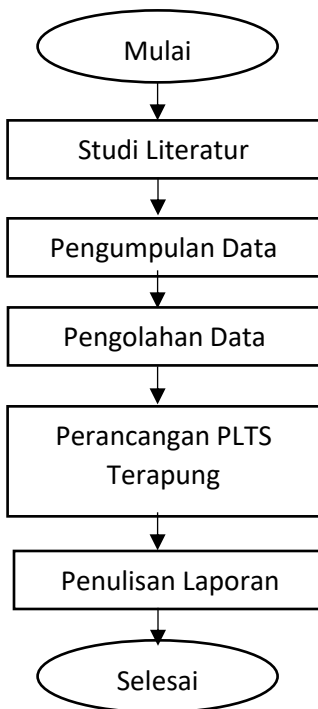 Mulai
Studi Literatur
Pengumpulan Data
Pengolahan Data
Perancangan PLTS
Terapung
Penulisan Laporan
Selesai